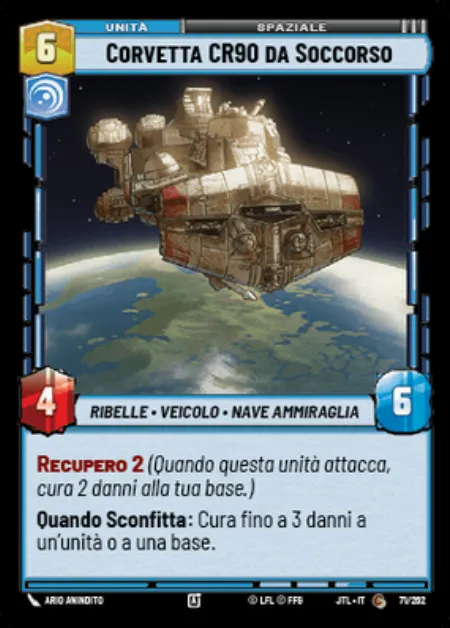 UNITÀ
SPAZIALE
6
CORVETTA CR90 DA SOCCORSO
4
RIBELLE • VEICOLO • NAVE AMMIRAGLIA
6
RECUPERO 2 (Quando questa unità attacca,
cura 2 danni alla tua base.)
Quando Sconfitta: Cura fino a 3 danni a
un'unità o a una base.
ARIO ANINDITO
© LFL © FFG
JTL • IT
71/262